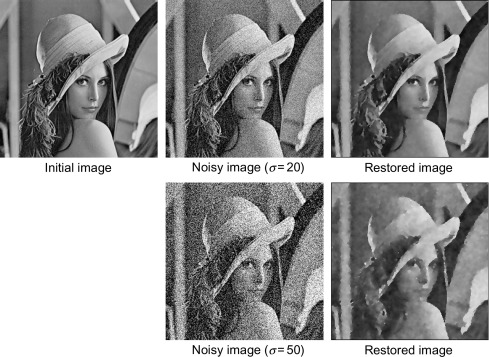 Initial image
Noisy image (σ= 20)
Restored image
Noisy image (σ= 50)
Restored image